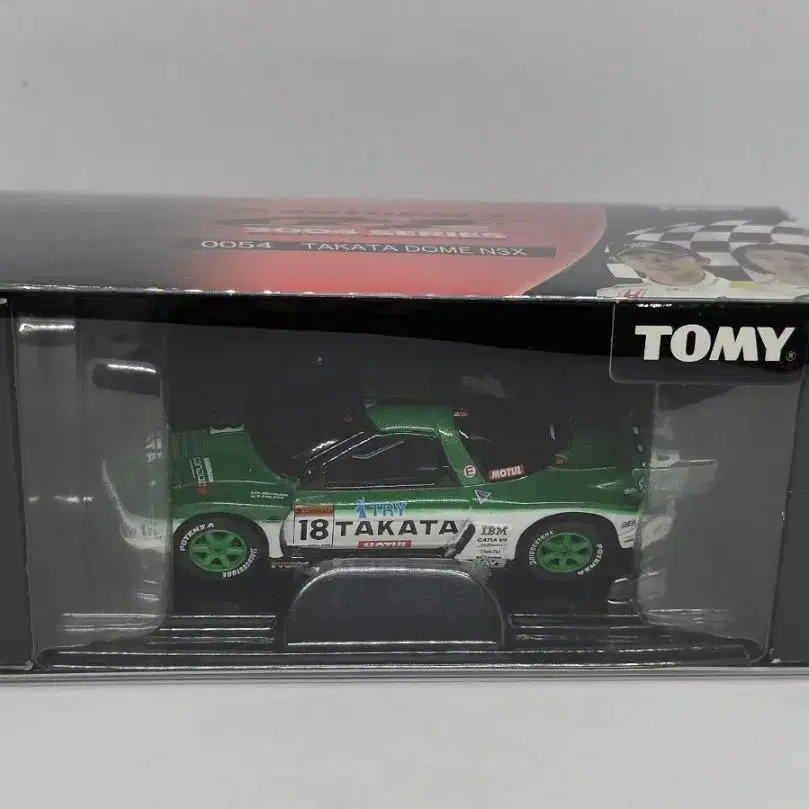 2004 SERIES
0054 TAKATA DOME NSX
TOMY
MOTUL
TRY
18 TAKATA
MOTUL
IBM
CATIA V5
POTENZA
BRIDGESTONE
BRIDGESTONE
POTENZA